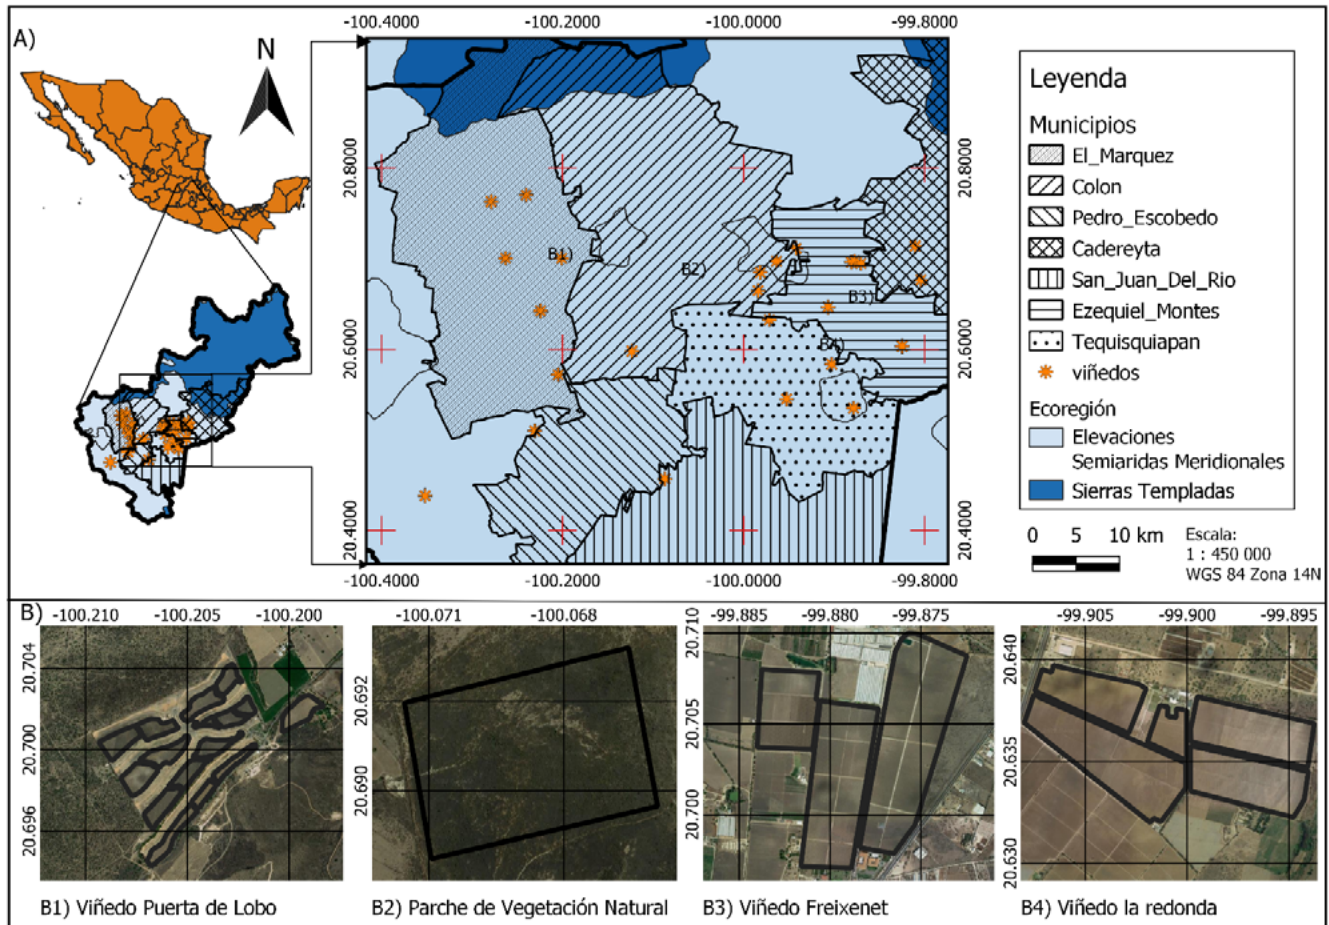 A)
N
-100.4000 -100.2000 -100.0000 -99.8000
20.8000 20.8000
20.6000 20.6000
20.4000 20.4000
-100.4000 -100.2000 -100.0000 -99.8000
B1)
B2)
B3)
Leyenda
Municipios
El_Marquez
Colon
Pedro_Escobedo
Cadereyta
San_Juan_Del_Rio
Ezequiel_Montes
Tequisquiapan
viñedos
Ecoregión
Elevaciones
Semiaridas Meridionales
Sierras Templadas
0 5 10 km
Escala:
1 : 450 000
WGS 84 Zona 14N
B)
-100.210 -100.205 -100.200
20.704
20.700
20.696
B1) Viñedo Puerta de Lobo
-100.071 -100.068
20.692
20.690
B2) Parche de Vegetación Natural
-99.885 -99.880 -99.875
20.710
20.705
20.700
B3) Viñedo Freixenet
-99.905 -99.900 -99.895
20.640
20.635
20.630
B4) Viñedo la redonda